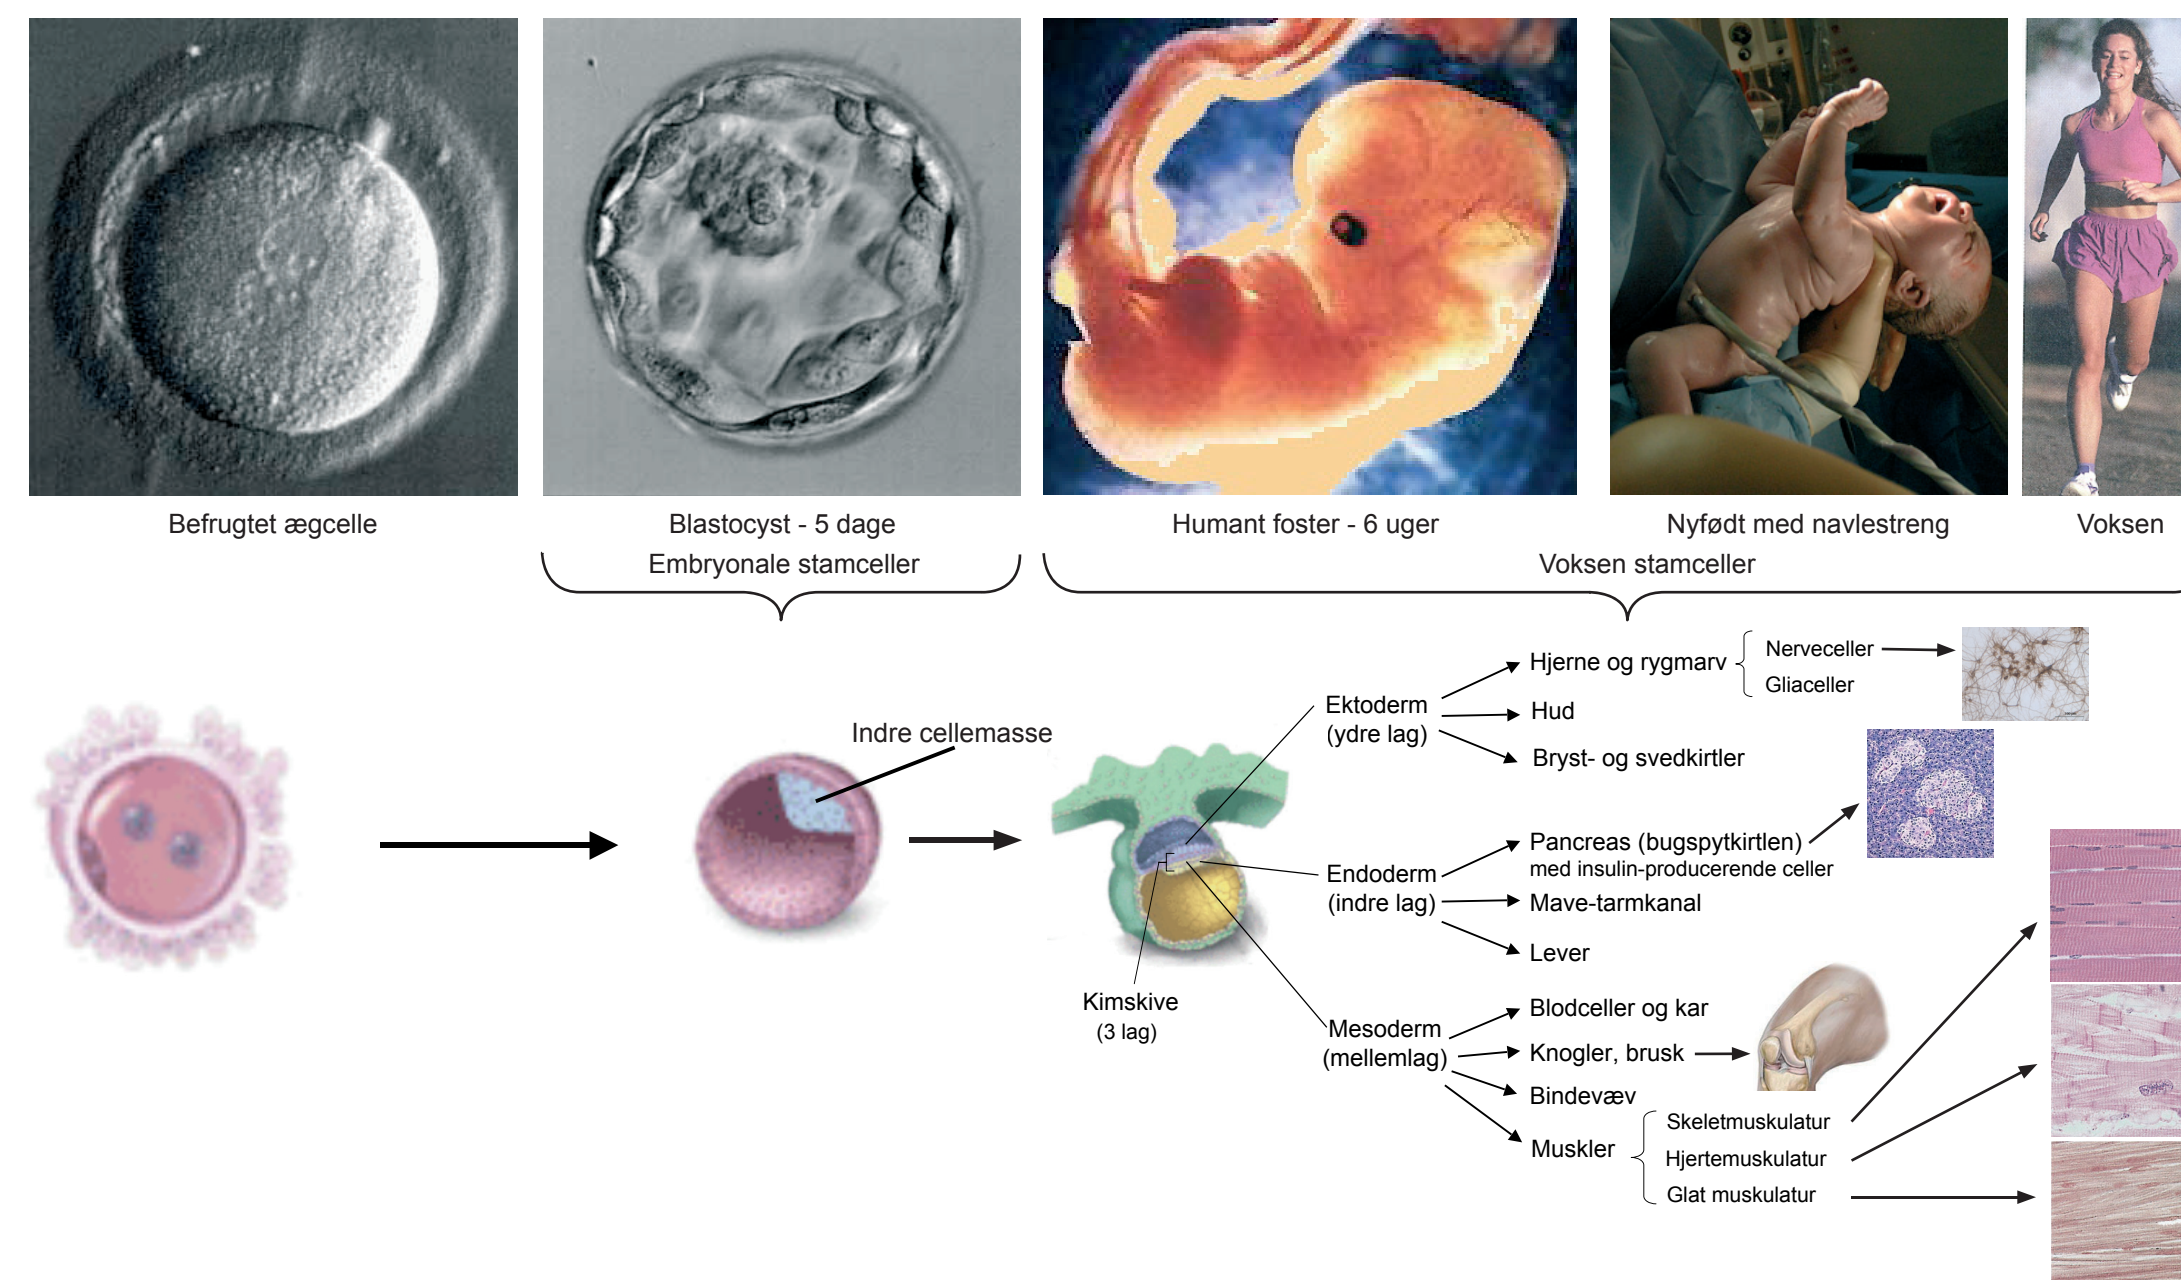 Befrugtet ægcelle
Blastocyst - 5 dage
Humant foster - 6 uger
Nyfødt med navlestreng
Voksen
Embryonale stamceller
Voksen stamceller
Indre cellemasse
Kimskive
(3 lag)
Ektoderm
(ydre lag)
Hjerne og rygmarv
Nerveceller
Gliaceller
Hud
Bryst- og svedkirtler
Endoderm
(indre lag)
Pancreas (bugspytkirtlen)
med insulin-producerende celler
Mave-tarmkanal
Lever
Mesoderm
(mellemlag)
Blodceller og kar
Knogler, brusk
Bindevæv
Muskler
Skeletmuskulatur
Hjertemuskulatur
Glat muskulatur